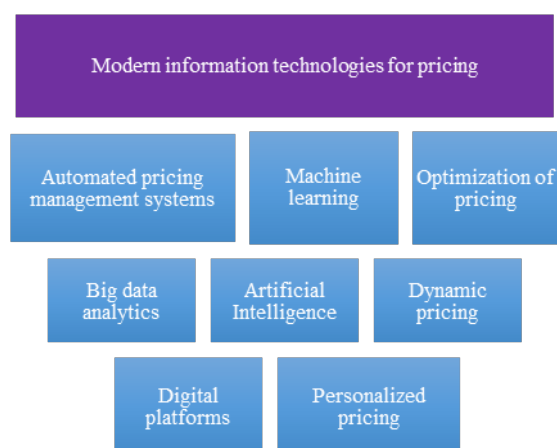 Modern information technologies for pricing
Automated pricing
management systems
Machine
learning
Optimization of
pricing
Big data
analytics
Artificial
Intelligence
Dynamic
pricing
Digital
platforms
Personalized
pricing